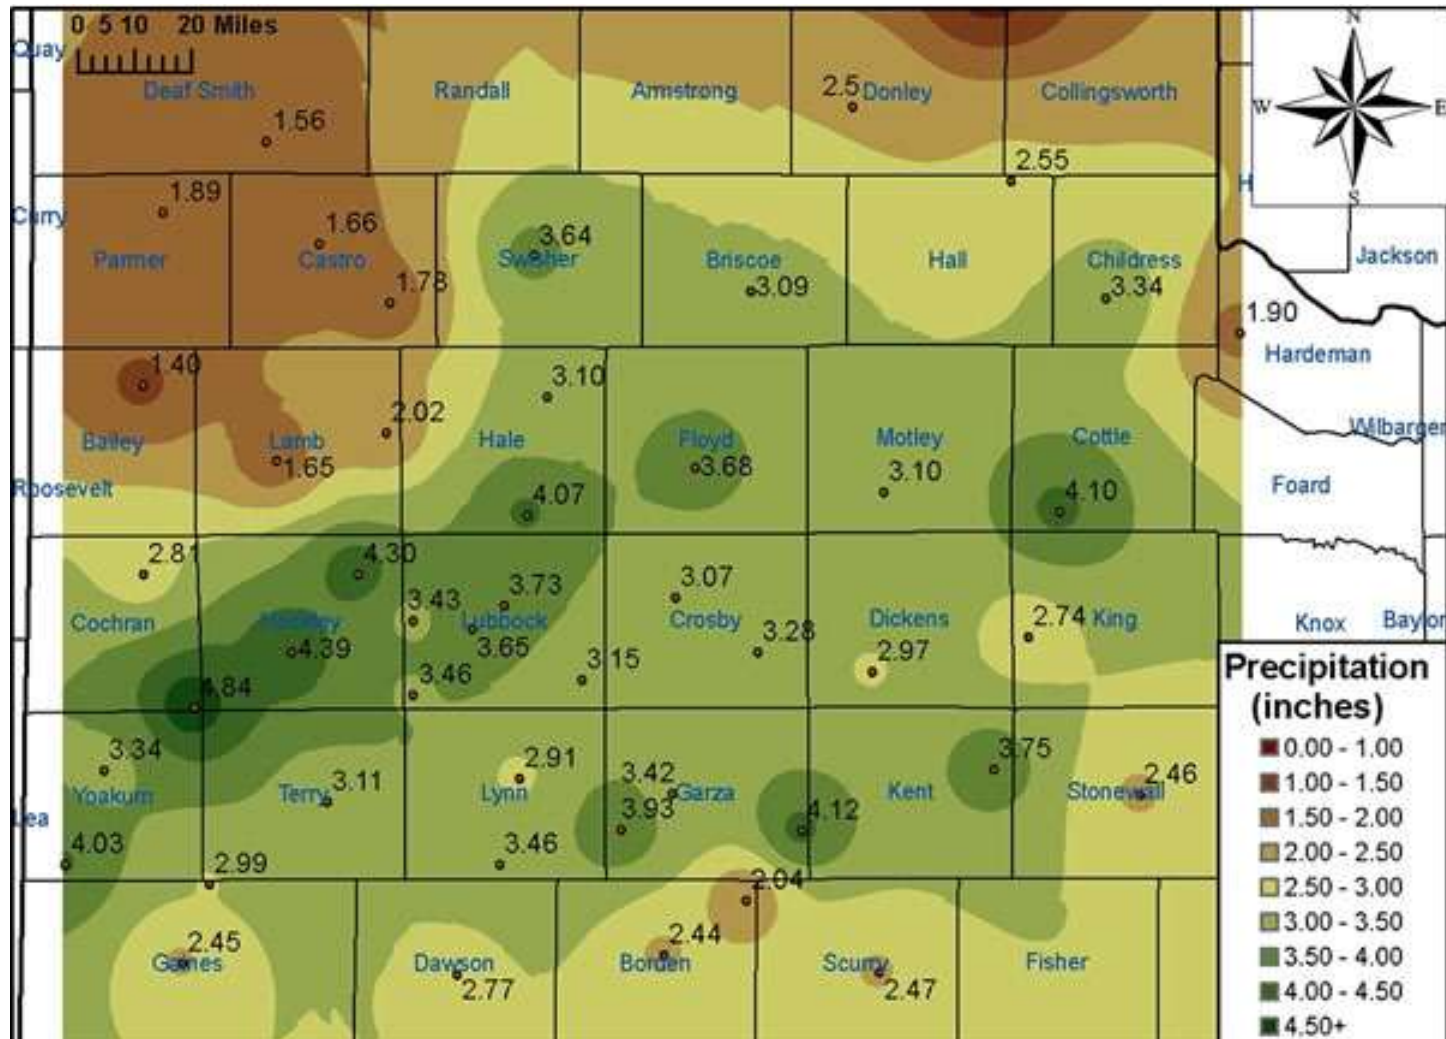 0 5 10 20 Miles
N
Quay
Deaf Smith
Randall
Armstrong
2.5
Donley
Collingsworth
W
E
1.56
2.55
S
1.89
H
Curry
1.66
3.64
Parmer
Castro
Swisher
Briscoe
Hall
Childress
Jackson
1.78
3.09
3.34
1.90
Hardeman
1.40
3.10
2.02
Bailey
Lamb
Hale
Floyd
Motley
Cottle
Wilbarger
1.65
3.68
3.10
Roosevelt
4.07
4.10
Foard
2.81
4.30
3.07
3.43
3.73
Cochran
Hockley
Lubbock
Crosby
Dickens
2.74
King
Knox
Baylor
4.39
3.65
3.28
2.97
3.15
4.84
3.46
Precipitation
(inches)
0.00 - 1.00
1.00 - 1.50
1.50 - 2.00
2.00 - 2.50
2.50 - 3.00
3.00 - 3.50
3.50 - 4.00
4.00 - 4.50
4.50+
3.34
2.91
3.42
3.75
2.46
Yoakum
Terry
3.11
Lynn
Garza
Kent
Stonewall
Lea
3.93
4.12
4.03
2.99
3.46
2.04
2.45
2.44
Gaines
Dawson
Borden
Scurry
Fisher
2.77
2.47